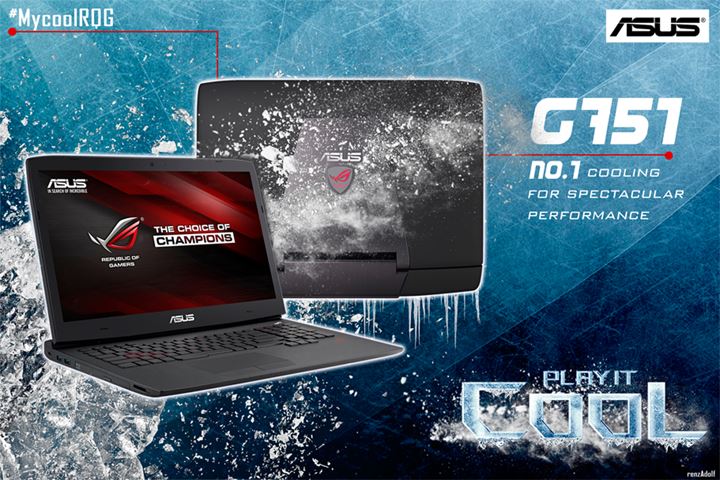 #MycoolRQG
ASUS
G751
NO.1 COOLING
FOR SPECTACULAR
PERFORMANCE
ASUS
ASUS
IN SEARCH OF INCREDIBLE
REPUBLIC OF
GAMERS
THE CHOICE OF
CHAMPIONS
ASUS
PLAY IT
COOL
renzAdolf